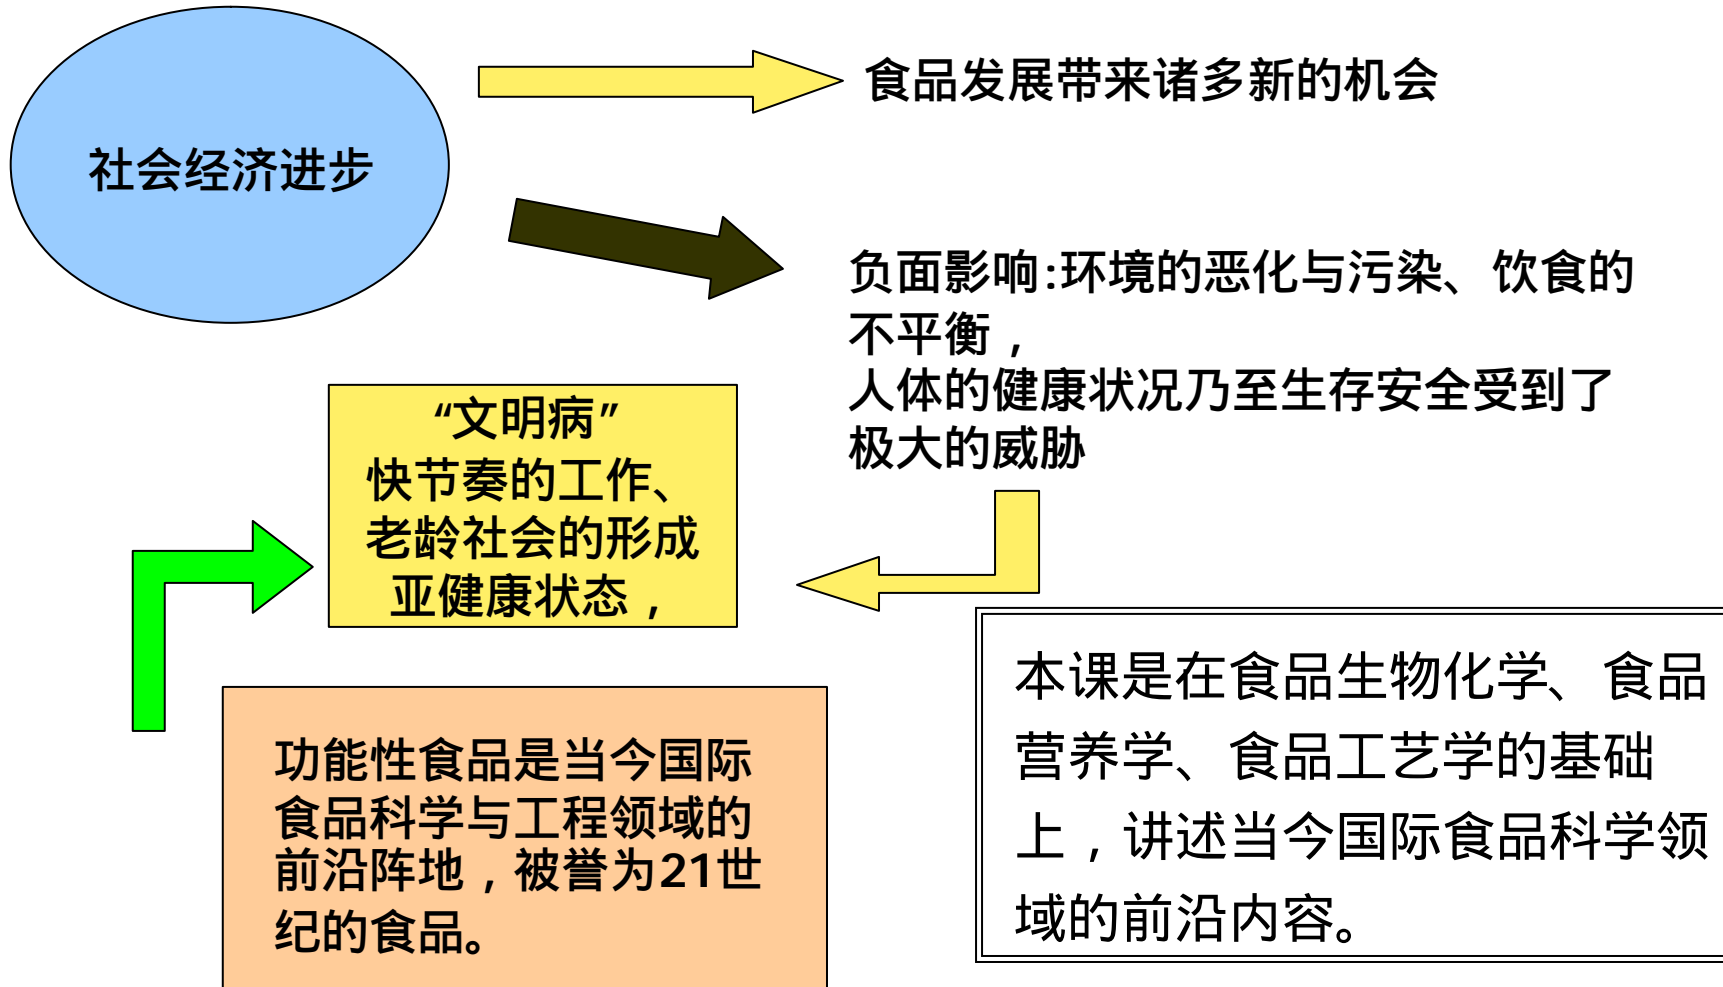 社会经济进步
食品发展带来诸多新的机会
负面影响:环境的恶化与污染、饮食的
不平衡，
人体的健康状况乃至生存安全受到了
极大的威胁
“文明病”
快节奏的工作、
老龄社会的形成
亚健康状态，
功能性食品是当今国际
食品科学与工程领域的
前沿阵地，被誉为21世
纪的食品。
本课是在食品生物化学、食品
营养学、食品工艺学的基础
上，讲述当今国际食品科学领
域的前沿内容。